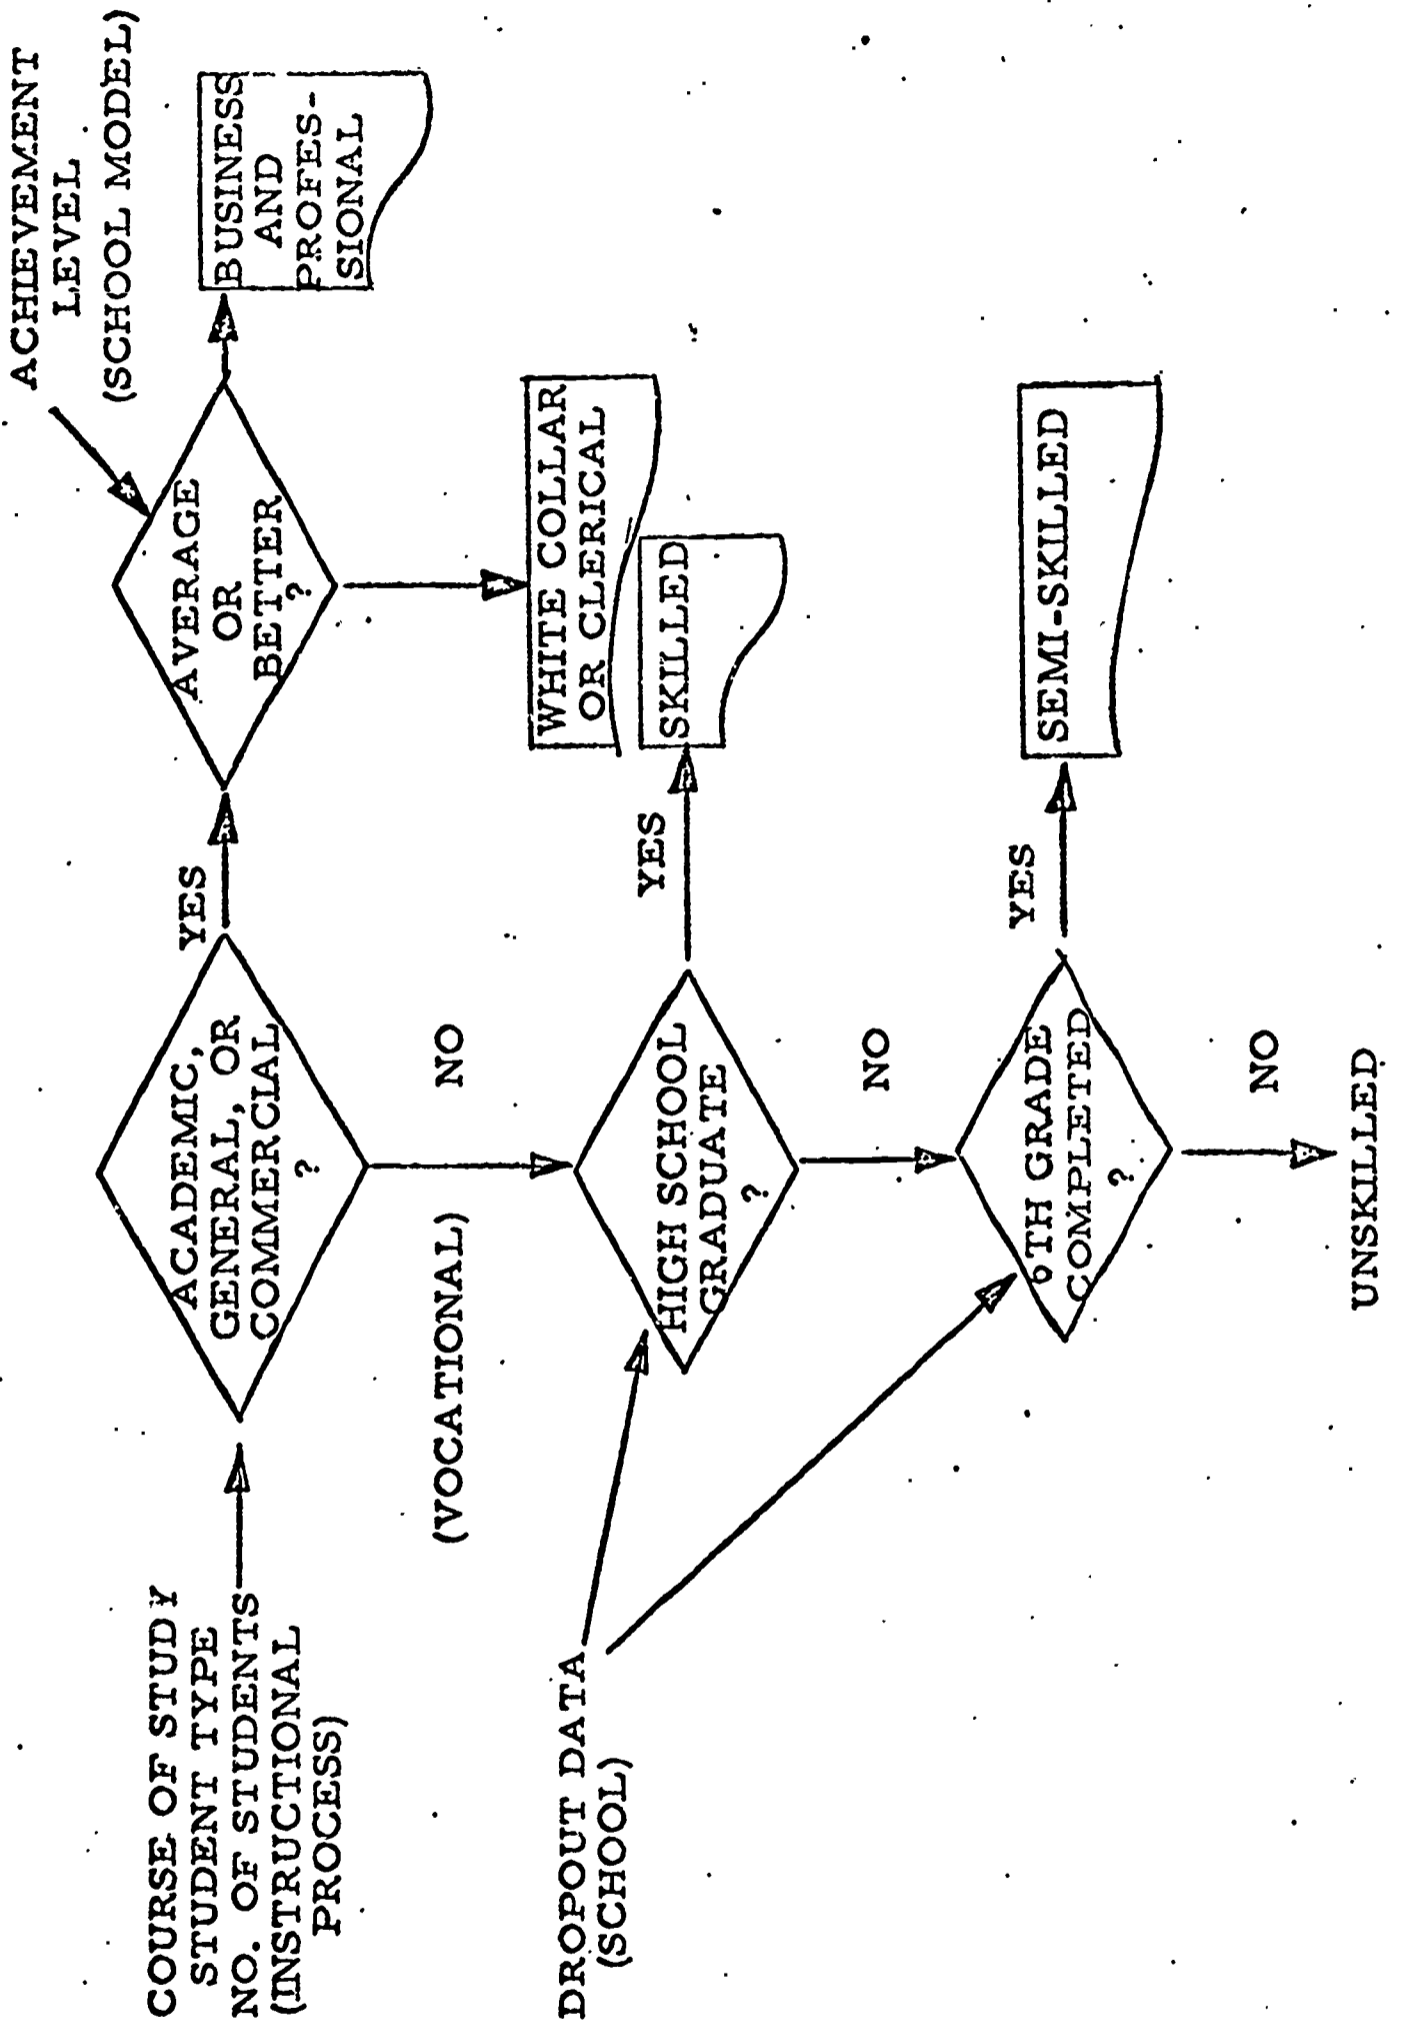 ACHIEVEMENT
LEVEL
(SCHOOL MODEL)
COURSE OF STUDY
STUDENT TYPE
NO. OF STUDENTS
(INSTRUCTIONAL
PROCESS)
ACADEMIC,
GENERAL, OR
COMMERCIAL
?
YES
AVERAGE
OR
BETTER
?
BUSINESS
AND
PROFES-
SIONAL
(VOCATIONAL)
NO
WHITE COLLAR
OR CLERICAL
DROPOUT DATA
(SCHOOL)
HIGH SCHOOL
GRADUATE
?
YES
SKILLED
NO
6TH GRADE
COMPLETED
?
YES
SEMI-SKILLED
NO
UNSKILLED